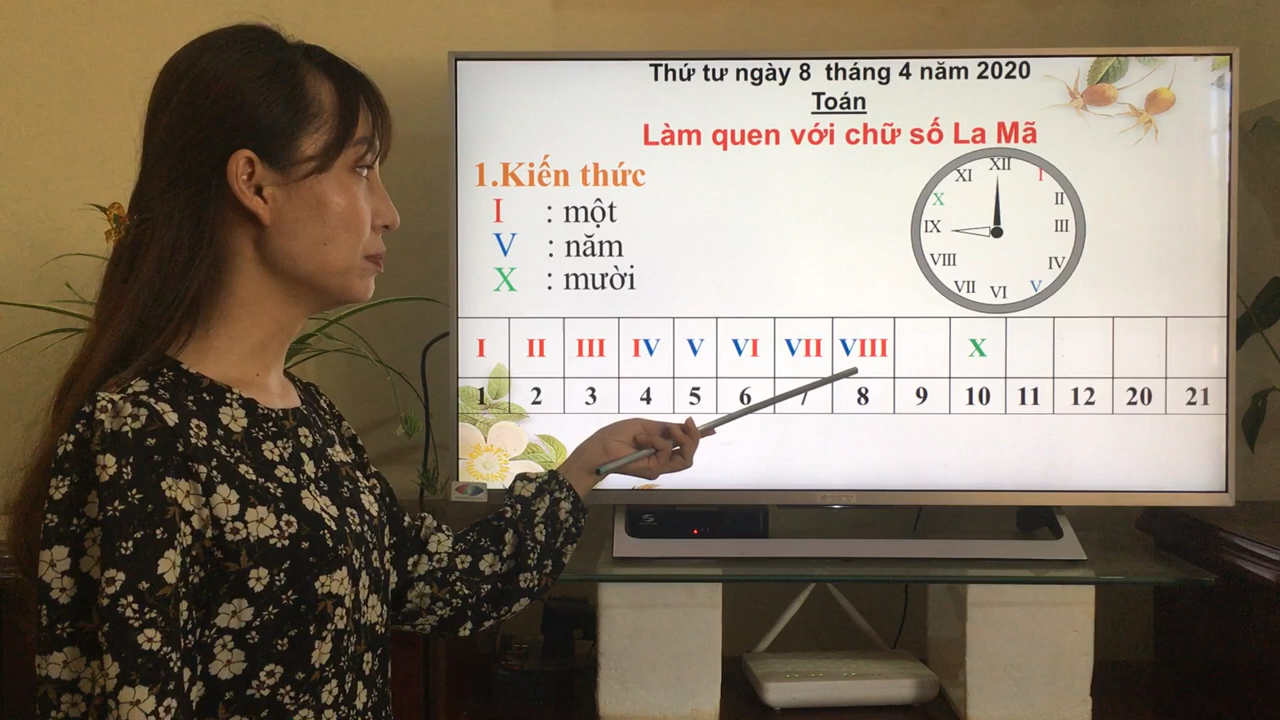 Thứ tư ngày 8 tháng 4 năm 2020
Toán
Làm quen với chữ số La Mã
1.Kiến thức
I : một
V : năm
X : mười
XII
XI I
X II
IX III
VIII IV
VII VI V
I II III IV V VI VII VIII X
1 2 3 4 5 6 7 8 9 10 11 12 20 21